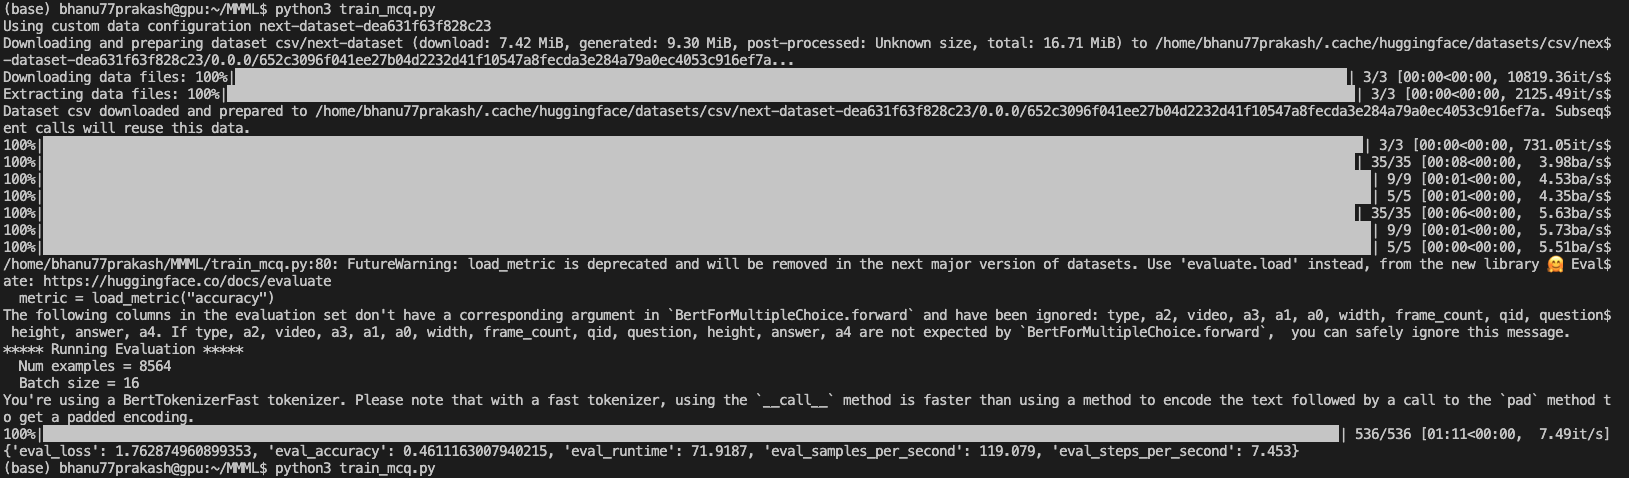 (base) bhanu77prakash@gpu:~/MMML$ python3 train_mcq.py
Using custom data configuration next-dataset-dea631f63f828c23
Downloading and preparing dataset csv/next-dataset (download: 7.42 MiB, generated: 9.30 MiB, post-processed: Unknown size, total: 16.71 MiB) to /home/bhanu77prakash/.cache/huggingface/datasets/csv/nex$
-dataset-dea631f63f828c23/0.0.0/652c3096f041ee27b04d2232d41f10547a8fecda3e284a79a0ec4053c916ef7a...
Downloading data files: 100%| | 3/3 [00:00<00:00, 10819.36it/s$
Extracting data files: 100%| | 3/3 [00:00<00:00, 2125.49it/s$
Dataset csv downloaded and prepared to /home/bhanu77prakash/.cache/huggingface/datasets/csv/next-dataset-dea631f63f828c23/0.0.0/652c3096f041ee27b04d2232d41f10547a8fecda3e284a79a0ec4053c916ef7a. Subseq$
ent calls will reuse this data.
100%| | 3/3 [00:00<00:00, 731.05it/s$
100%| | 35/35 [00:08<00:00,  3.98ba/s$
100%| | 9/9 [00:01<00:00,  4.53ba/s$
100%| | 5/5 [00:01<00:00,  4.35ba/s$
100%| | 35/35 [00:06<00:00,  5.63ba/s$
100%| | 9/9 [00:01<00:00,  5.73ba/s$
100%| | 5/5 [00:00<00:00,  5.51ba/s$
/home/bhanu77prakash/MMML/train_mcq.py:80: FutureWarning: load_metric is deprecated and will be removed in the next major version of datasets. Use 'evaluate.load' instead, from the new library 🤗 Eval$
ate: https://huggingface.co/docs/evaluate
  metric = load_metric("accuracy")
The following columns in the evaluation set don't have a corresponding argument in `BertForMultipleChoice.forward` and have been ignored: type, a2, video, a3, a1, a0, width, frame_count, qid, question$
 height, answer, a4. If type, a2, video, a3, a1, a0, width, frame_count, qid, question, height, answer, a4 are not expected by `BertForMultipleChoice.forward`,  you can safely ignore this message.
***** Running Evaluation *****
  Num examples = 8564
  Batch size = 16
You're using a BertTokenizerFast tokenizer. Please note that with a fast tokenizer, using the `__call__` method is faster than using a method to encode the text followed by a call to the `pad` method t
o get a padded encoding.
100%| | 536/536 [01:11<00:00,  7.49it/s]
{'eval_loss': 1.762874960899353, 'eval_accuracy': 0.4611163007940215, 'eval_runtime': 71.9187, 'eval_samples_per_second': 119.079, 'eval_steps_per_second': 7.453}
(base) bhanu77prakash@gpu:~/MMML$ python3 train_mcq.py